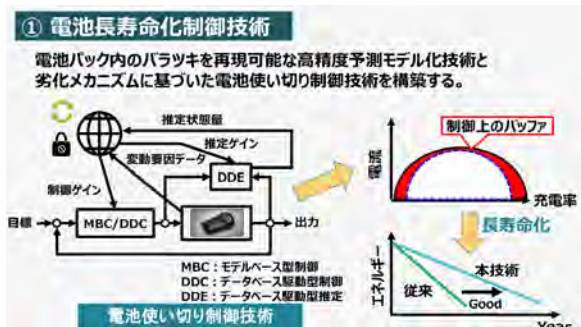 ① 電池長寿命化制御技術
電池パック内のバラツキを再現可能な高精度予測モデル化技術と
劣化メカニズムに基づいた電池使い切り制御技術を構築する。
推定状態量
推定ゲイン
変動要因データ
DDE
制御ゲイン
目標
MBC/DDC
出力
MBC：モデルベース型制御
DDC：データベース駆動型制御
DDE：データベース駆動型推定
電池使い切り制御技術
制御上のバッファ
電流
充電率
長寿命化
エネルギー
本技術
従来
Good
Year